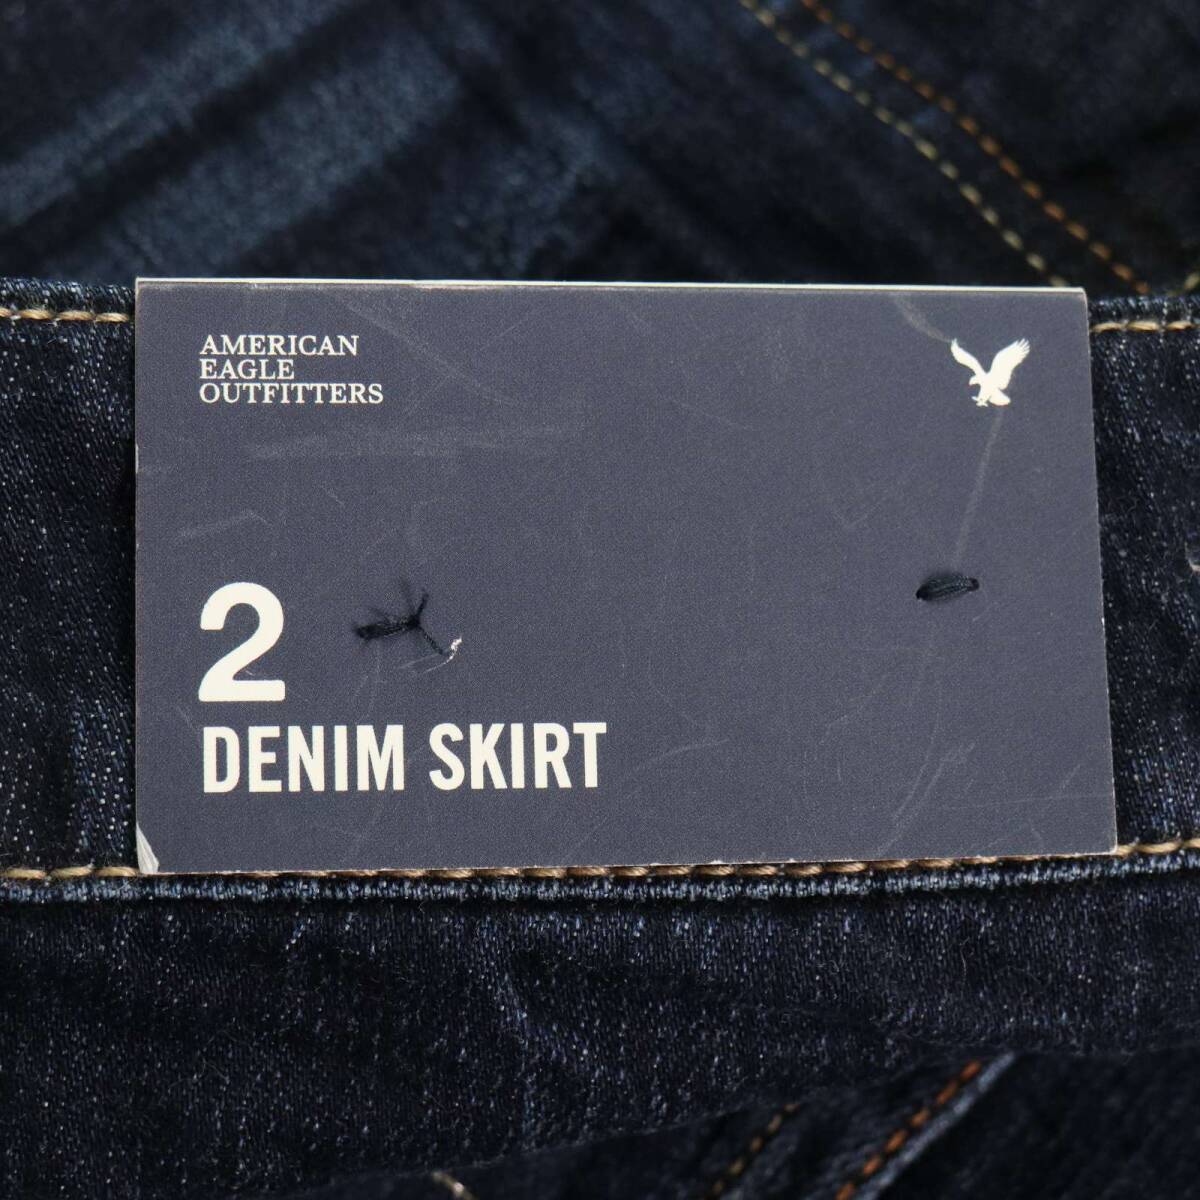 AMERICAN
EAGLE
OUTFITTERS
2
DENIM SKIRT